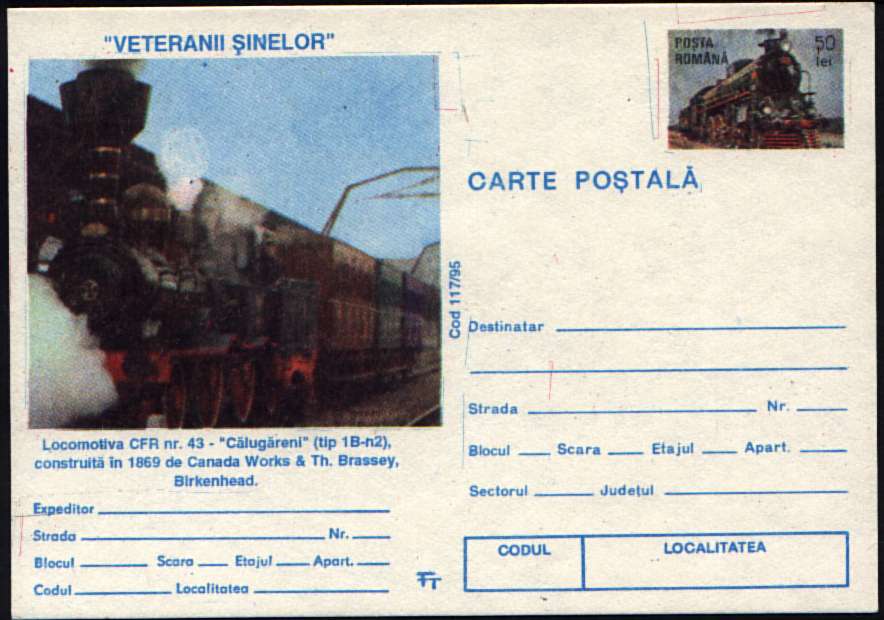 "VETERANII ŞINELOR"
POŞTA
ROMÂNĂ
50
lei
CARTE POŞTALĂ
Cod 117/95
Destinatar
Strada Nr.
Blocul Scara Etajul Apart.
Sectorul Judeţul
CODUL LOCALITATEA
Locomotiva CFR nr. 43 - "Călugăreni" (tip 1B-n2),
construită în 1869 de Canada Works & Th. Brassey,
Birkenhead.
Expeditor
Strada Nr.
Blocul Scara Etajul Apart.
Codul Localitatea